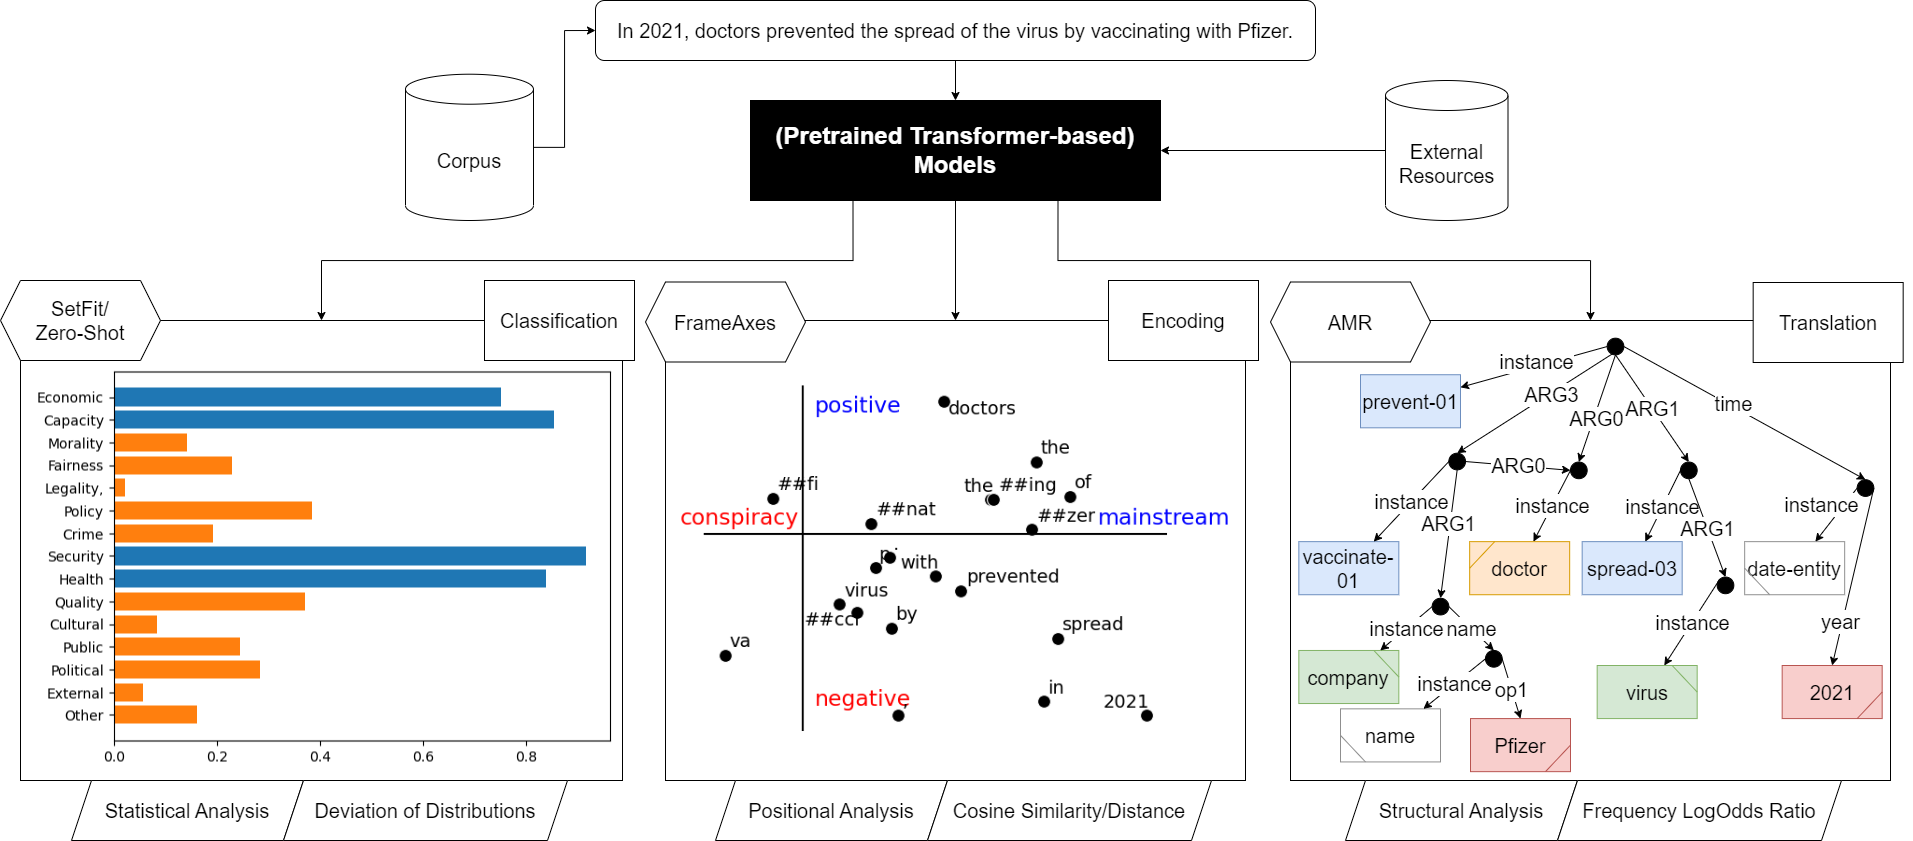 In 2021, doctors prevented the spread of the virus by vaccinating with Pfizer.
Corpus
(Pretrained Transformer-based)
Models
External
Resources
SetFit/
Zero-Shot
Classification
Economic
Capacity
Morality
Fairness
Legality,
Policy
Crime
Security
Health
Quality
Cultural
Public
Political
External
Other
0.0 0.2 0.4 0.6 0.8
Statistical Analysis
Deviation of Distributions
FrameAxes
Encoding
positive
doctors
the
##fi
the
##ing
of
##nat
##zer
conspiracy
mainstream
with
prevented
virus
##cci
by
va
spread
negative
,
in
2021
Positional Analysis
Cosine Similarity/Distance
AMR
Translation
instance
prevent-01
ARG3
ARG0
ARG1
time
ARG0
instance
ARG1
instance
instance
ARG1
instance
vaccinate-
01
doctor
spread-03
date-entity
instance
name
instance
year
company
instance
op1
virus
2021
name
Pfizer
Structural Analysis
Frequency LogOdds Ratio